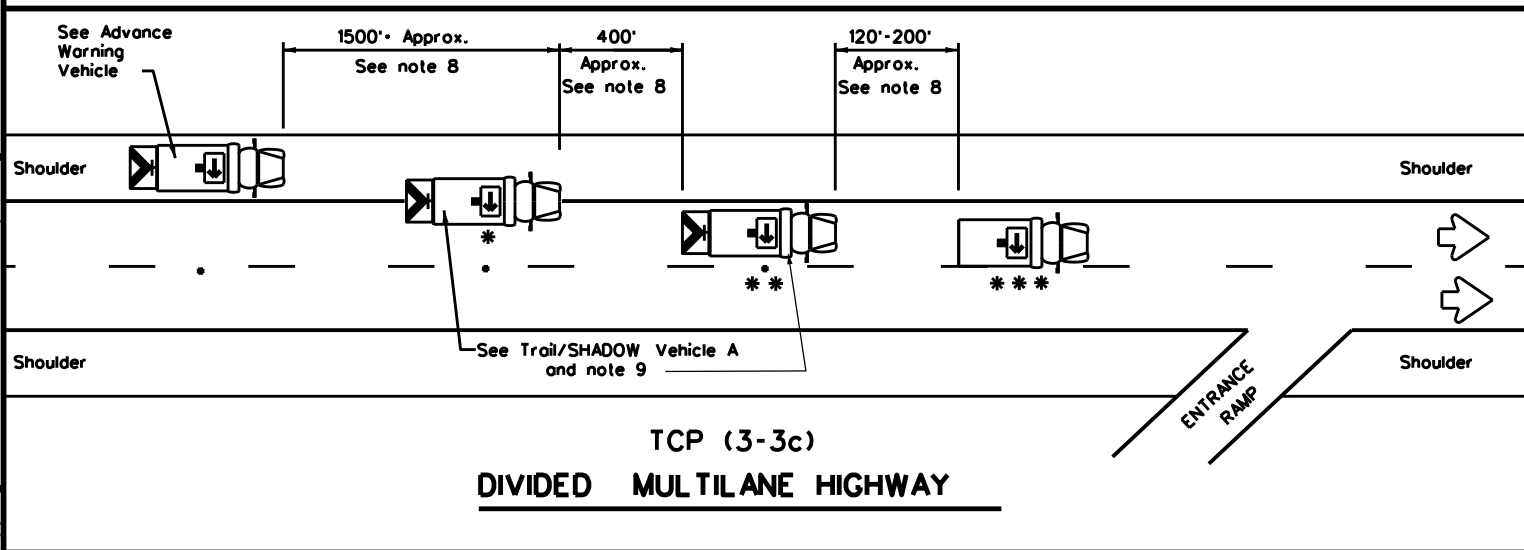 See Advance
Warning
Vehicle
1500'+ Approx.
See note 8
400'
Approx.
See note 8
120'-200'
Approx.
See note 8
Shoulder
Shoulder
*
* *
* * *
See Trail/SHADOW Vehicle A
and note 9
Shoulder
Shoulder
ENTRANCE
RAMP
TCP (3-3c)
DIVIDED MULTILANE HIGHWAY